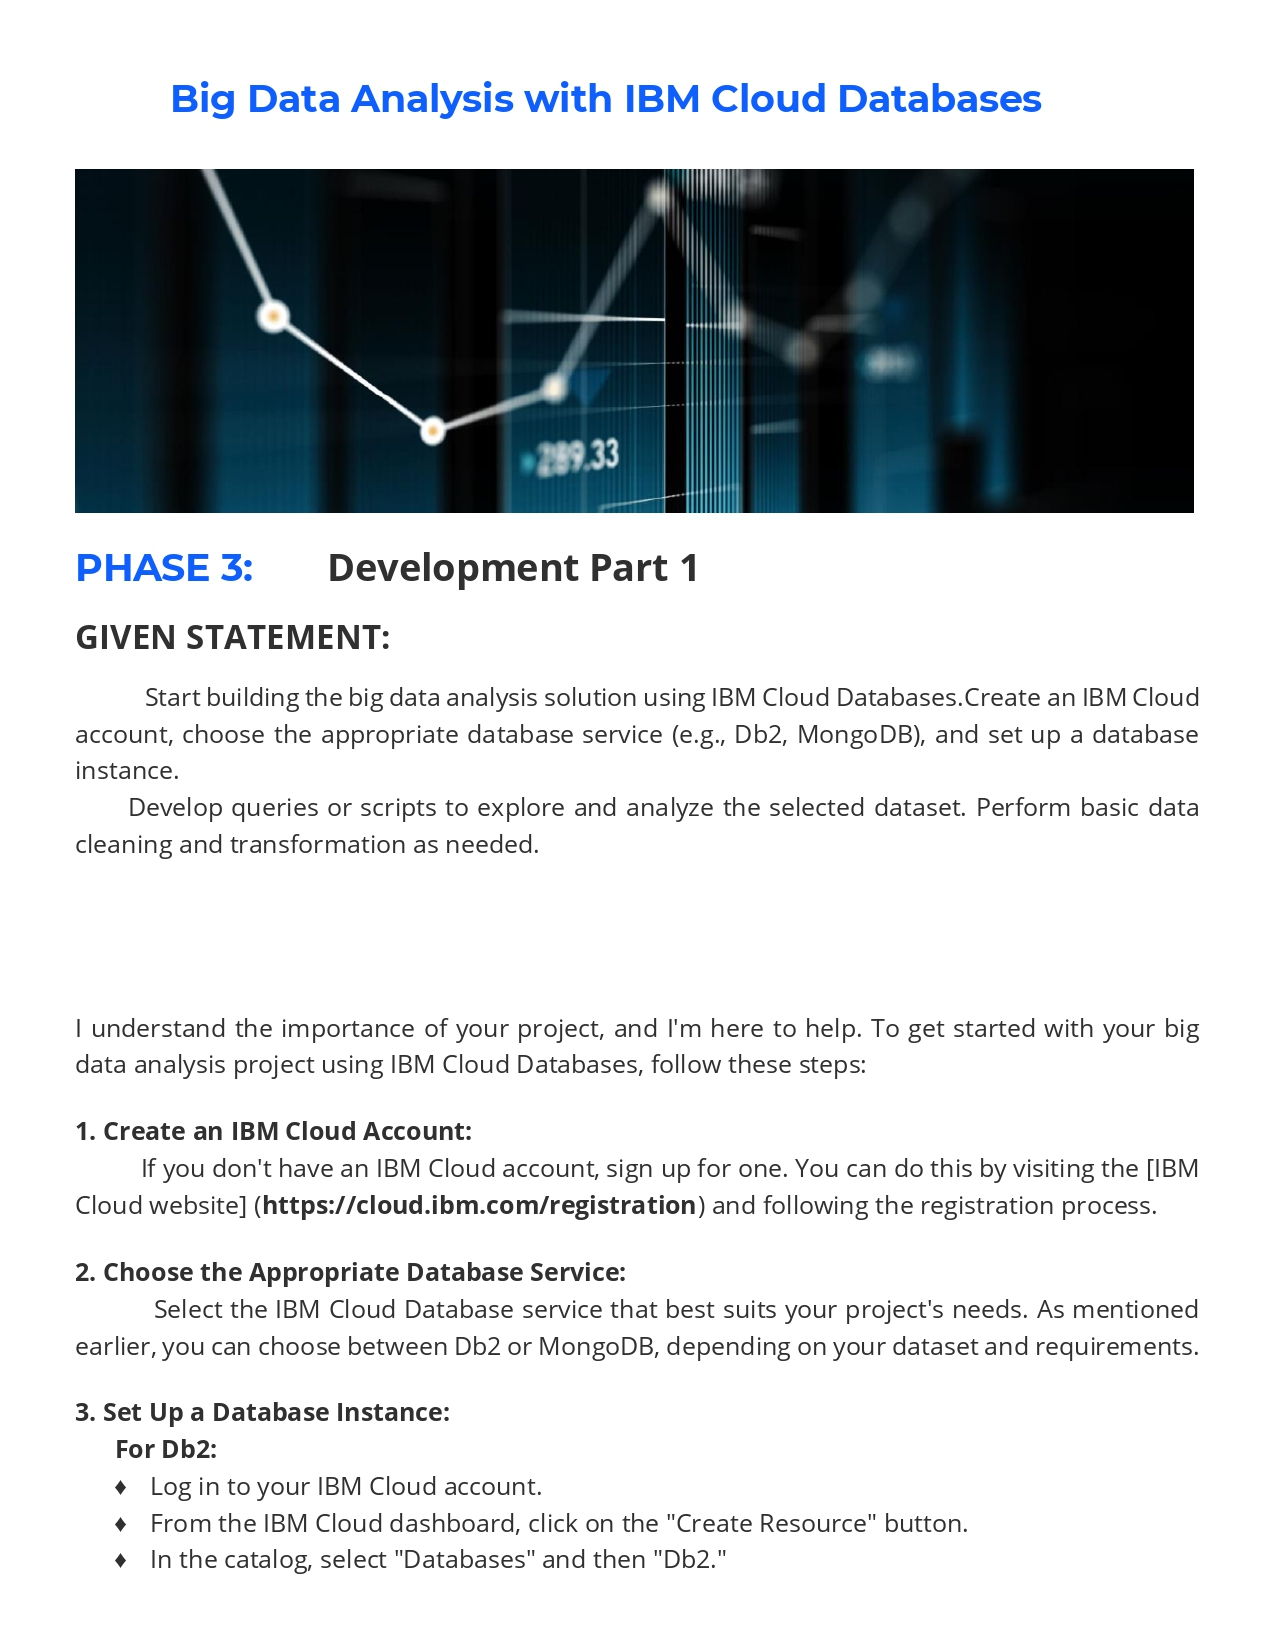 Big Data Analysis with IBM Cloud Databases
289.33
PHASE 3: Development Part 1
GIVEN STATEMENT:
Start building the big data analysis solution using IBM Cloud Databases.Create an IBM Cloud
account, choose the appropriate database service (e.g., Db2, MongoDB), and set up a database
instance.
Develop queries or scripts to explore and analyze the selected dataset. Perform basic data
cleaning and transformation as needed.
I understand the importance of your project, and I'm here to help. To get started with your big
data analysis project using IBM Cloud Databases, follow these steps:
1. Create an IBM Cloud Account:
If you don't have an IBM Cloud account, sign up for one. You can do this by visiting the [IBM
Cloud website] (https://cloud.ibm.com/registration) and following the registration process.
2. Choose the Appropriate Database Service:
Select the IBM Cloud Database service that best suits your project's needs. As mentioned
earlier, you can choose between Db2 or MongoDB, depending on your dataset and requirements.
3. Set Up a Database Instance:
For Db2:
♦ Log in to your IBM Cloud account.
♦ From the IBM Cloud dashboard, click on the "Create Resource" button.
♦ In the catalog, select "Databases" and then "Db2."